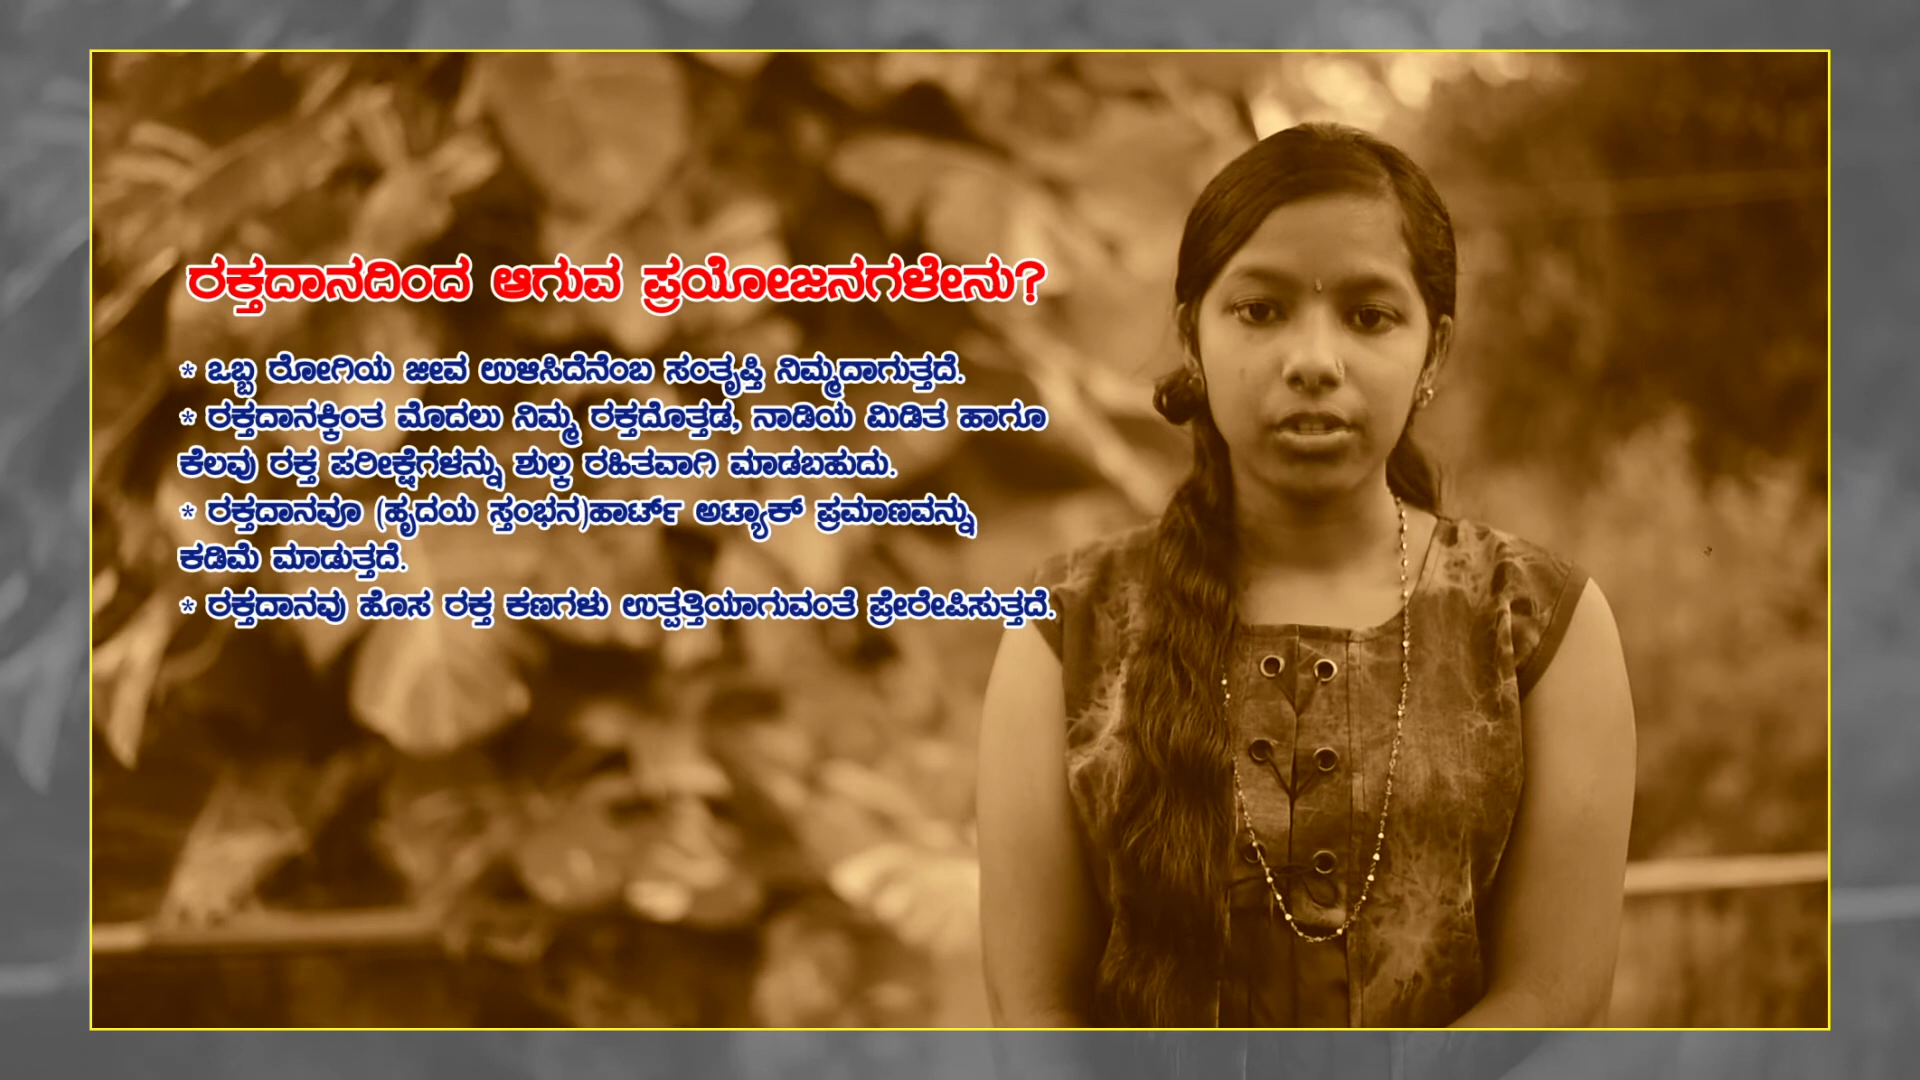 ರಕ್ತದಾನದಿಂದ ಆಗುವ ಪ್ರಯೋಜನಗಳೇನು?
* ಒಬ್ಬ ರೋಗಿಯ ಜೀವ ಉಳಿಸಿದೆನೆಂಬ ಸಂತೃಪ್ತಿ ನಿಮ್ಮದಾಗುತ್ತದೆ.
* ರಕ್ತದಾನಕ್ಕಿಂತ ಮೊದಲು ನಿಮ್ಮ ರಕ್ತದೊತ್ತಡ, ನಾಡಿಯ ಮಿಡಿತ ಹಾಗೂ
ಕೆಲವು ರಕ್ತ ಪರೀಕ್ಷೆಗಳನ್ನು ಶುಲ್ಕ ರಹಿತವಾಗಿ ಮಾಡಬಹುದು.
* ರಕ್ತದಾನವೂ (ಹೃದಯ ಸ್ತಂಭನ)ಹಾರ್ಟ್ ಅಟ್ಯಾಕ್ ಪ್ರಮಾಣವನ್ನು
ಕಡಿಮೆ ಮಾಡುತ್ತದೆ.
* ರಕ್ತದಾನವು ಹೊಸ ರಕ್ತ ಕಣಗಳು ಉತ್ಪತ್ತಿಯಾಗುವಂತೆ ಪ್ರೇರೇಪಿಸುತ್ತದೆ.